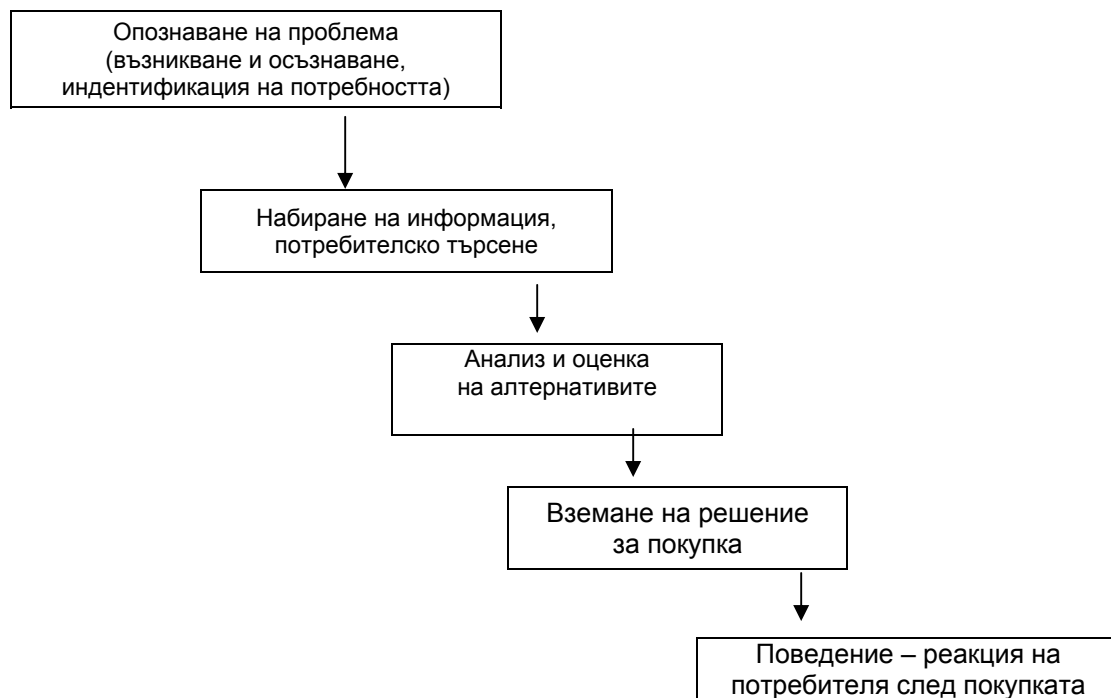 Опознаване на проблема
(възникване и осъзнаване,
индентификация на потребността)
Набиране на информация,
потребителско търсене
Анализ и оценка
на алтернативите
Вземане на решение
за покупка
Поведение – реакция на
потребителя след покупката